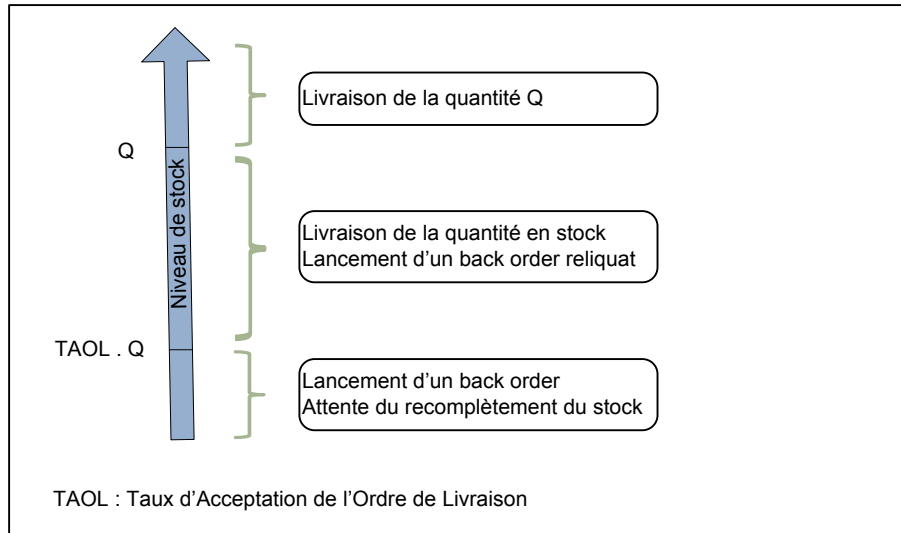 Livraison de la quantité Q
Q
Niveau de stock
Livraison de la quantité en stock
Lancement d'un back order reliquat
TAOL . Q
Lancement d'un back order
Attente du recomplètement du stock
TAOL : Taux d'Acceptation de l'Ordre de Livraison